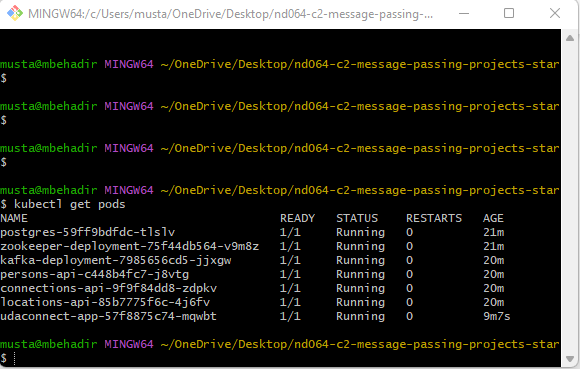 MINGW64:/c/Users/musta/OneDrive/Desktop/nd064-c2-message-passing-...
musta@mbehadir MINGW64 ~/OneDrive/Desktop/nd064-c2-message-passing-projects-star
$
musta@mbehadir MINGW64 ~/OneDrive/Desktop/nd064-c2-message-passing-projects-star
$
musta@mbehadir MINGW64 ~/OneDrive/Desktop/nd064-c2-message-passing-projects-star
$
musta@mbehadir MINGW64 ~/OneDrive/Desktop/nd064-c2-message-passing-projects-star
$ kubectl get pods
NAME READY STATUS RESTARTS AGE
postgres-59ff9bdfdc-tlslv 1/1 Running 0 21m
zookeeper-deployment-75f44db564-v9m8z 1/1 Running 0 21m
kafka-deployment-7985656cd5-jjxgw 1/1 Running 0 20m
persons-api-c448b4fc7-j8vtg 1/1 Running 0 20m
connections-api-9f9f84dd8-zdpkv 1/1 Running 0 20m
locations-api-85b7775f6c-4j6fv 1/1 Running 0 20m
udaconnect-app-57f8875c74-mqwbt 1/1 Running 0 9m7s
musta@mbehadir MINGW64 ~/OneDrive/Desktop/nd064-c2-message-passing-projects-star
$